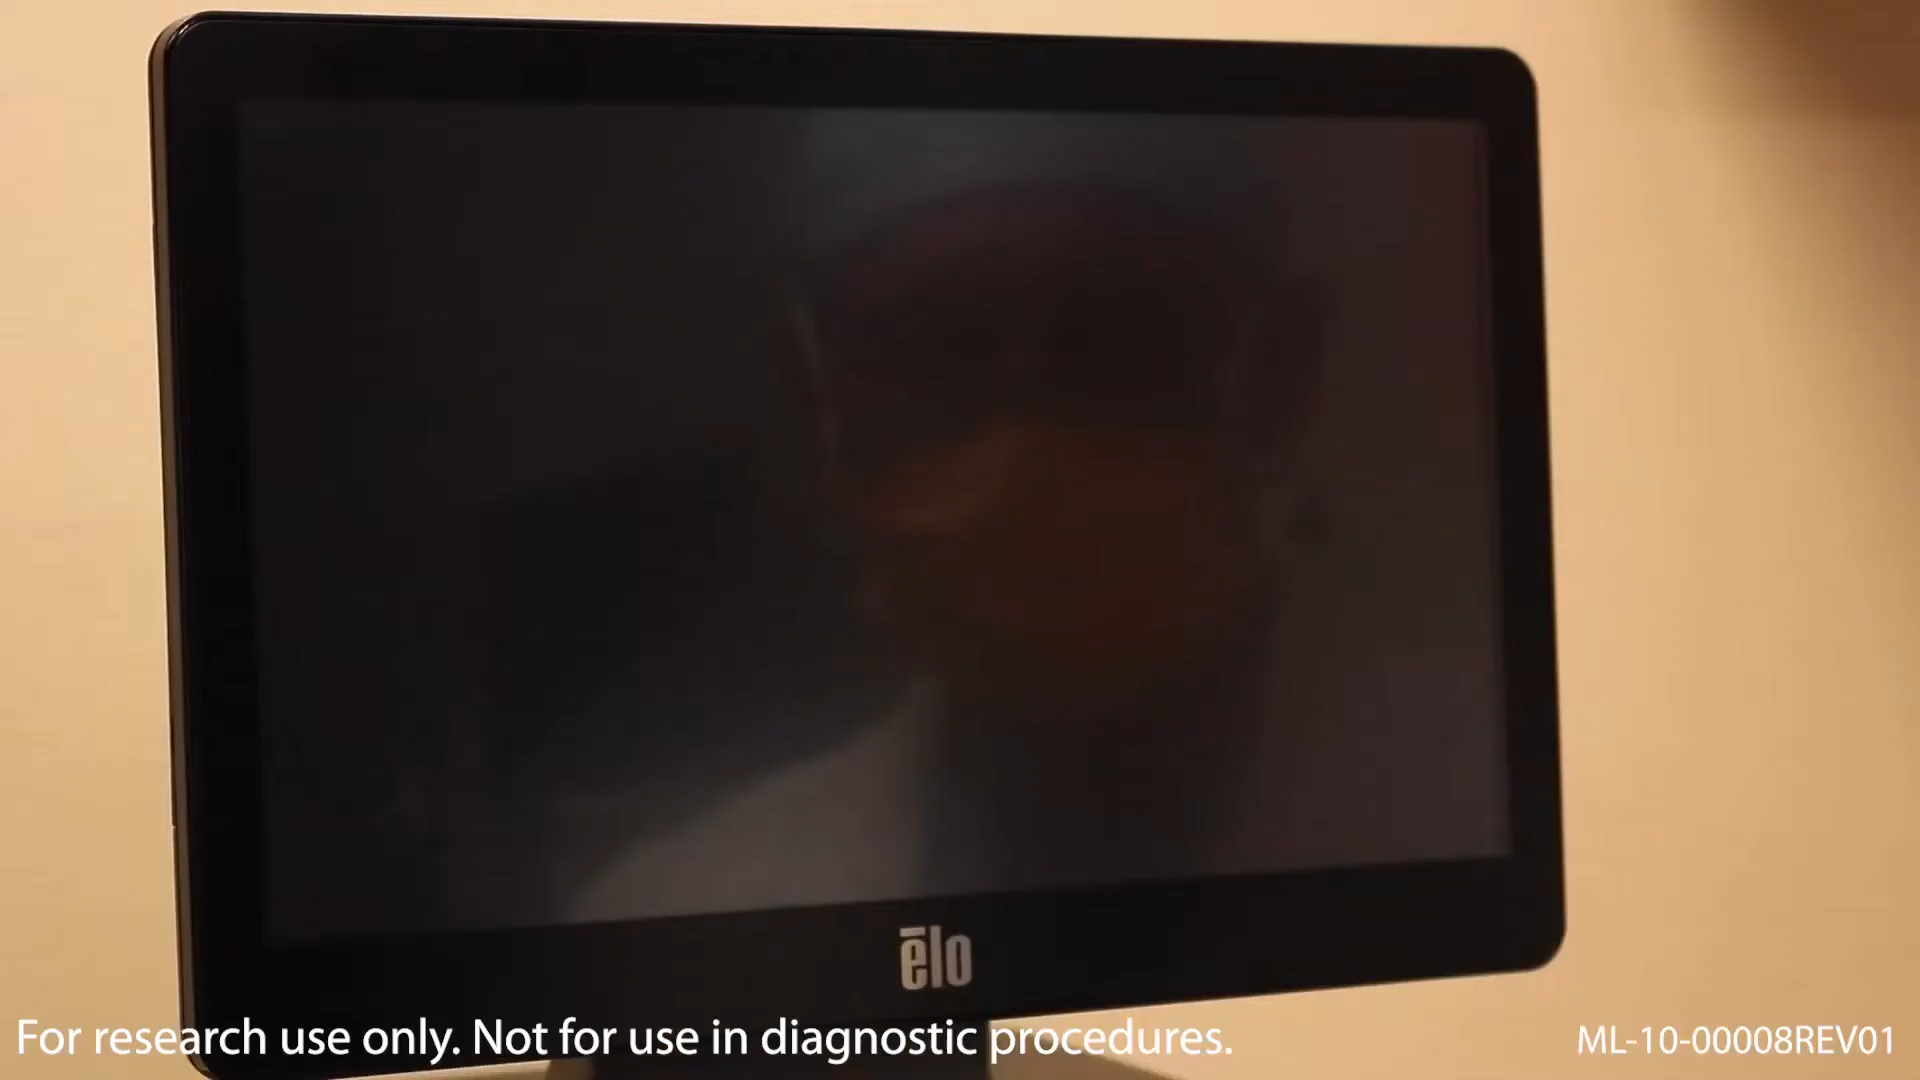 ēlo
For research use only. Not for use in diagnostic procedures.
ML-10-00008REV01